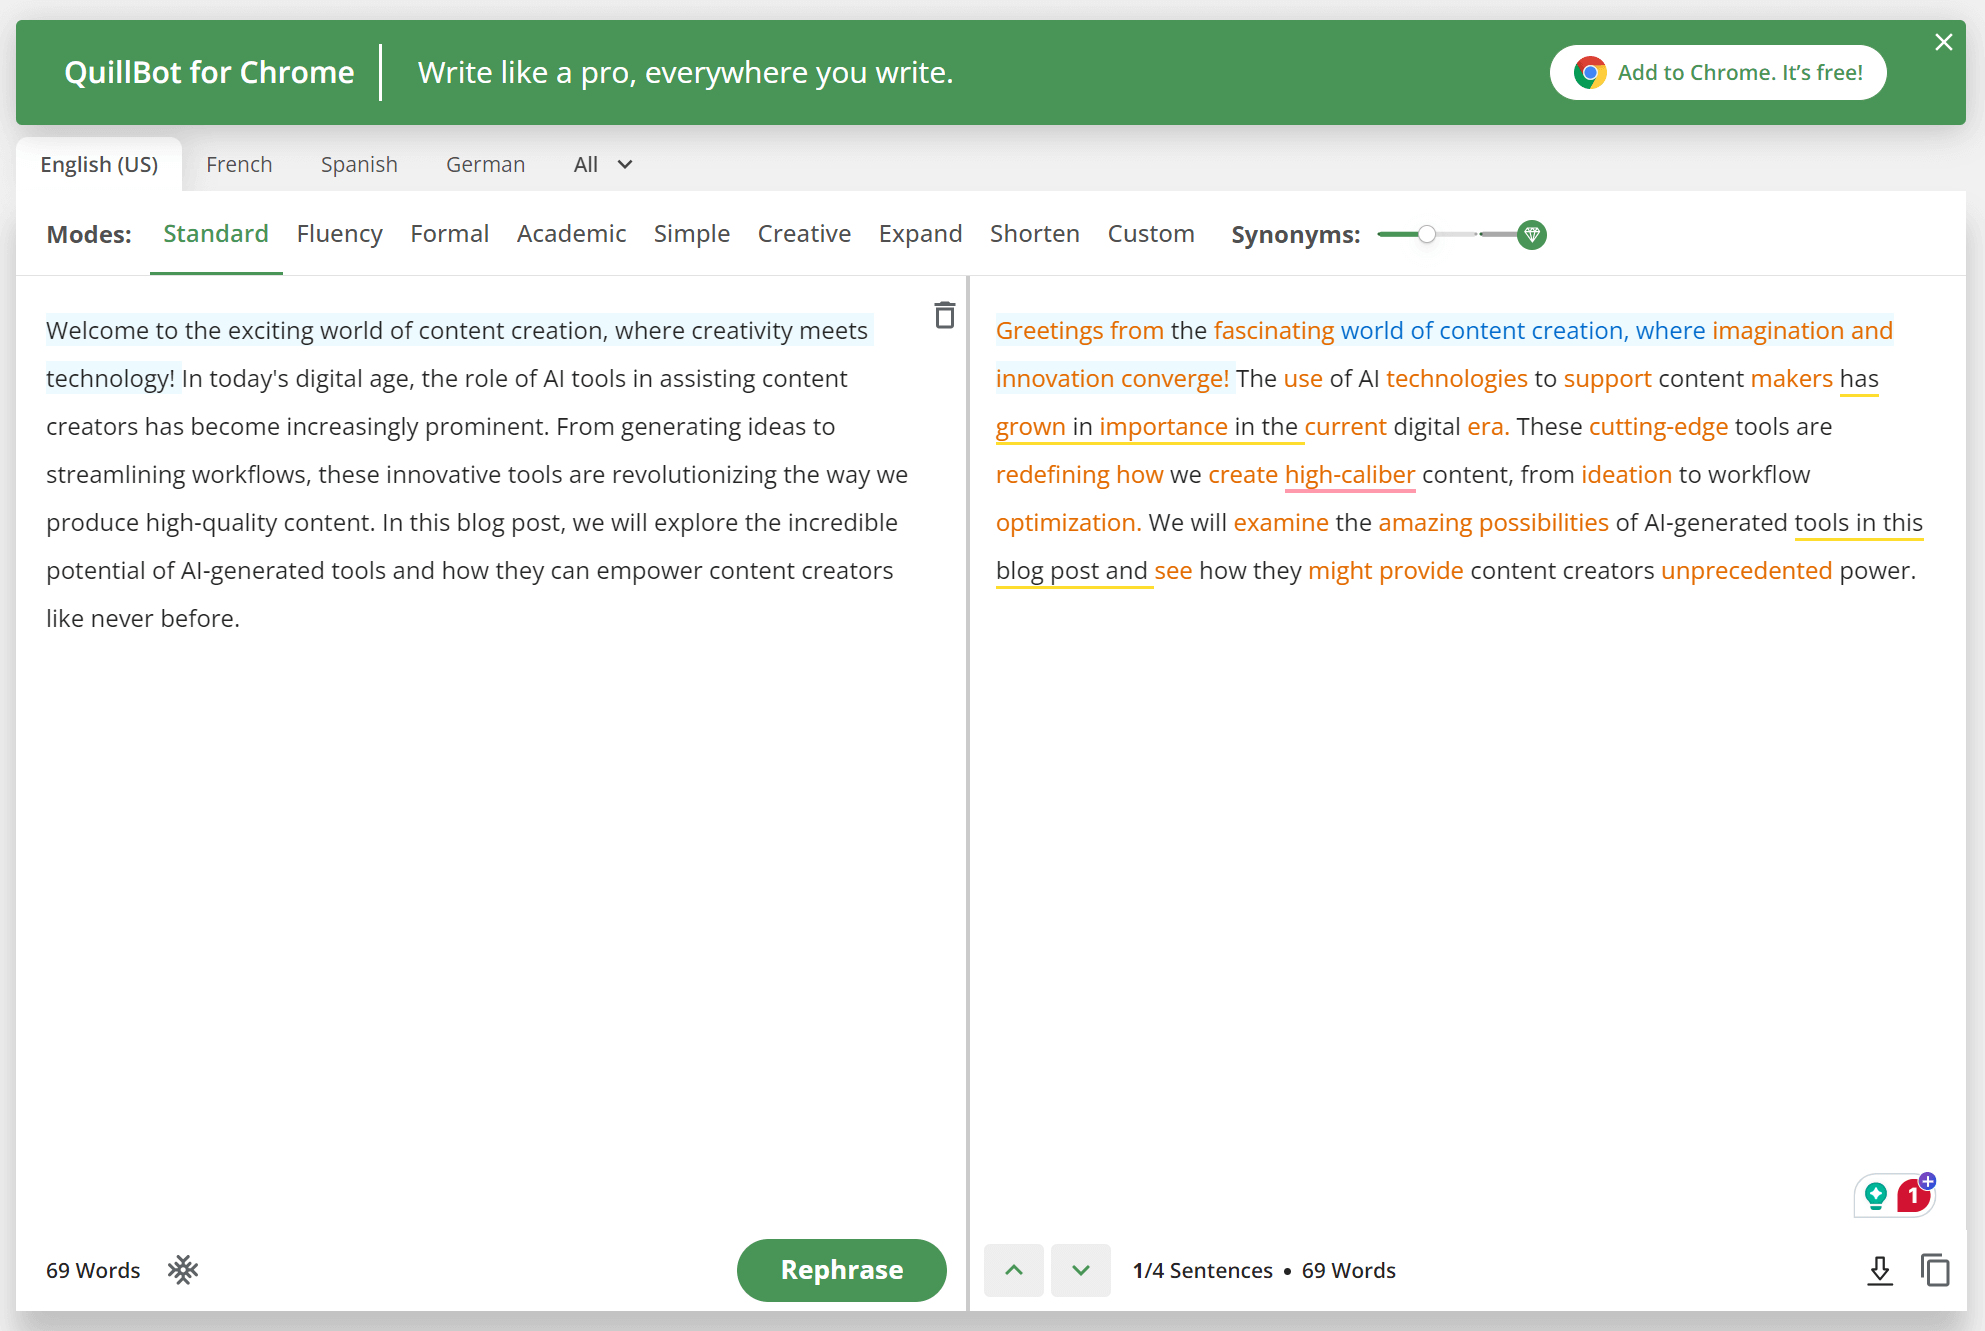 QuillBot for Chrome
Write like a pro, everywhere you write.
Add to Chrome. It’s free!
English (US) French Spanish German All
Modes: Standard Fluency Formal Academic Simple Creative Expand Shorten Custom Synonyms:
Welcome to the exciting world of content creation, where creativity meets
technology! In today's digital age, the role of AI tools in assisting content
creators has become increasingly prominent. From generating ideas to
streamlining workflows, these innovative tools are revolutionizing the way we
produce high-quality content. In this blog post, we will explore the incredible
potential of AI-generated tools and how they can empower content creators
like never before.
69 Words
Rephrase
Greetings from the fascinating world of content creation, where imagination and
innovation converge! The use of AI technologies to support content makers has
grown in importance in the current digital era. These cutting-edge tools are
redefining how we create high-caliber content, from ideation to workflow
optimization. We will examine the amazing possibilities of AI-generated tools in this
blog post and see how they might provide content creators unprecedented power.
1
1/4 Sentences • 69 Words